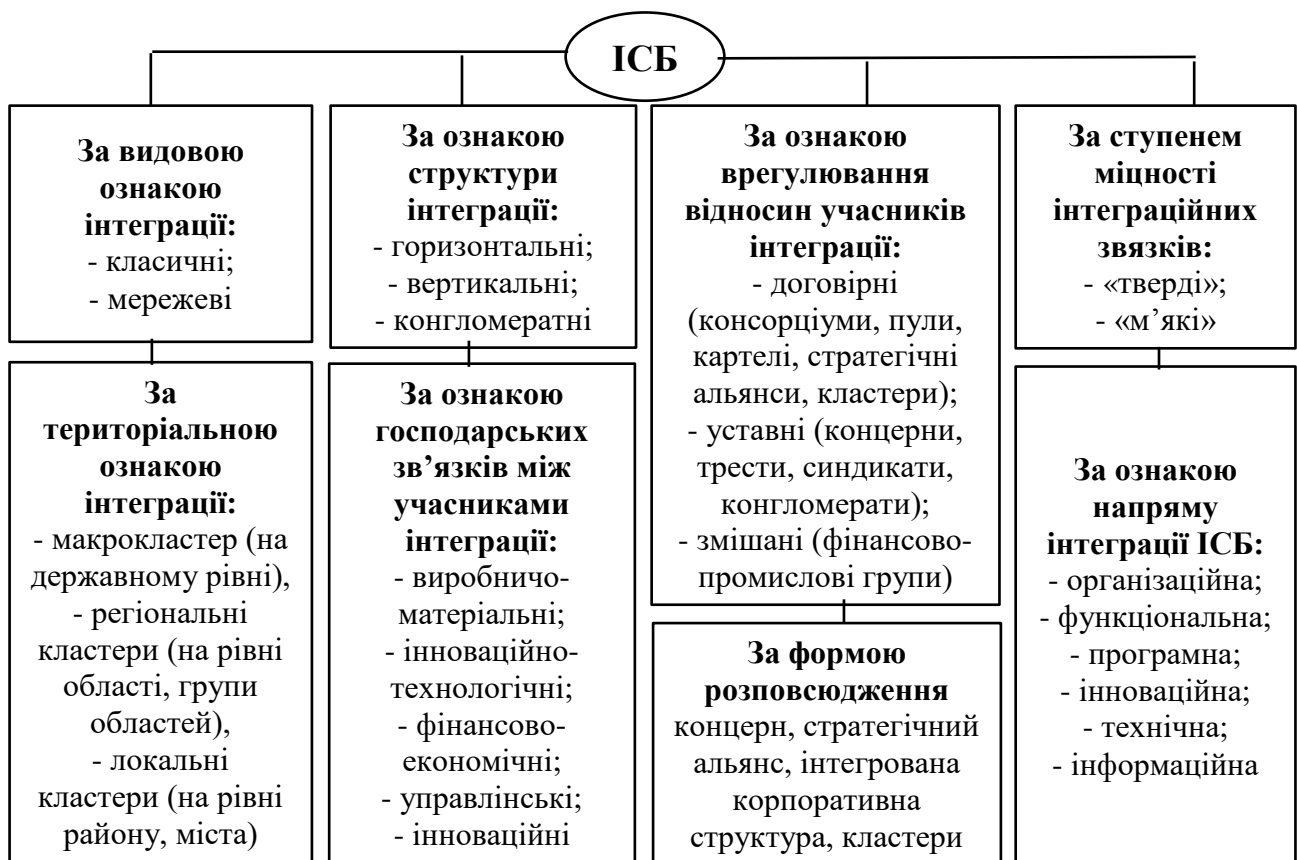 ІСБ
За видовою
ознакою
інтеграції:
- класичні;
- мережеві
За ознакою
структури
інтеграції:
- горизонтальні;
- вертикальні;
- конгломератні
За ознакою
врегулювання
відносин учасників
інтеграції:
- договірні
(консорціуми, пули,
картелі, стратегічні
альянси, кластери);
- уставні (концерни,
трести, синдикати,
конгломерати);
- змішані (фінансово-
промислові групи)
За ступенем
міцності
інтеграційних
звязків:
- «тверді»;
- «м’які»
За
територіальною
ознакою
інтеграції:
- макрокластер (на
державному рівні),
- регіональні
кластери (на рівні
області, групи
областей),
- локальні
кластери (на рівні
району, міста)
За ознакою
господарських
зв’язків між
учасниками
інтеграції:
- виробничо-
матеріальні;
- інноваційно-
технологічні;
- фінансово-
економічні;
- управлінські;
- інноваційні
За формою
розповсюдження
концерн, стратегічний
альянс, інтегрована
корпоративна
структура, кластери
За ознакою
напряму
інтеграції ІСБ:
- організаційна;
- функціональна;
- програмна;
- інноваційна;
- технічна;
- інформаційна